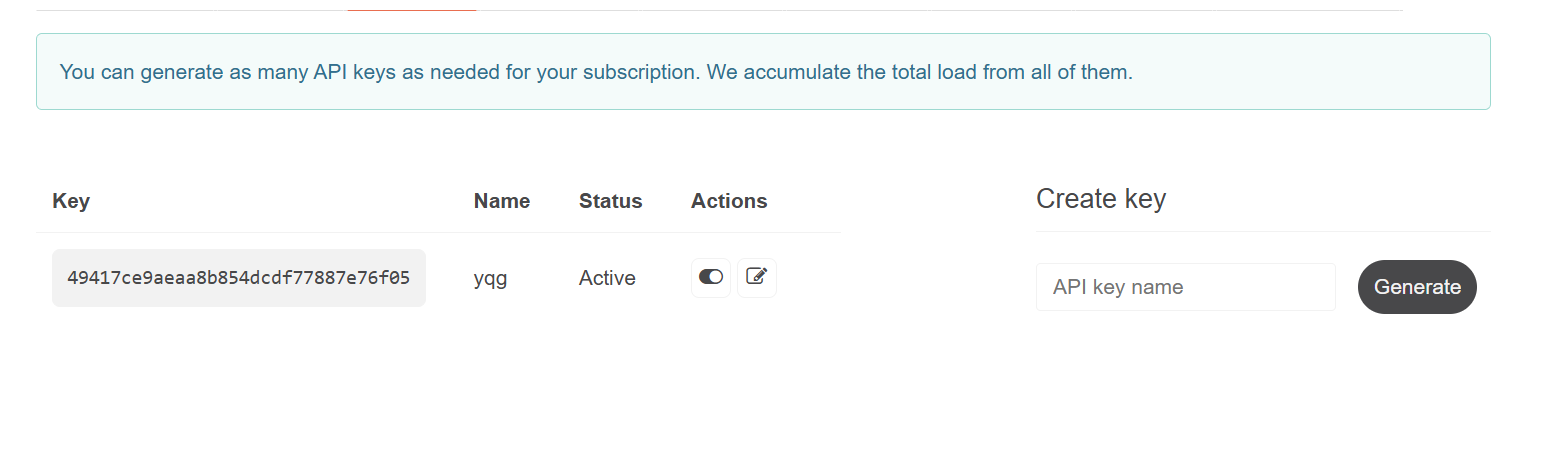 You can generate as many API keys as needed for your subscription. We accumulate the total load from all of them.
Key Name Status Actions
49417ce9aeaa8b854dcdf77887e76f05 yqg Active
Create key
API key name Generate